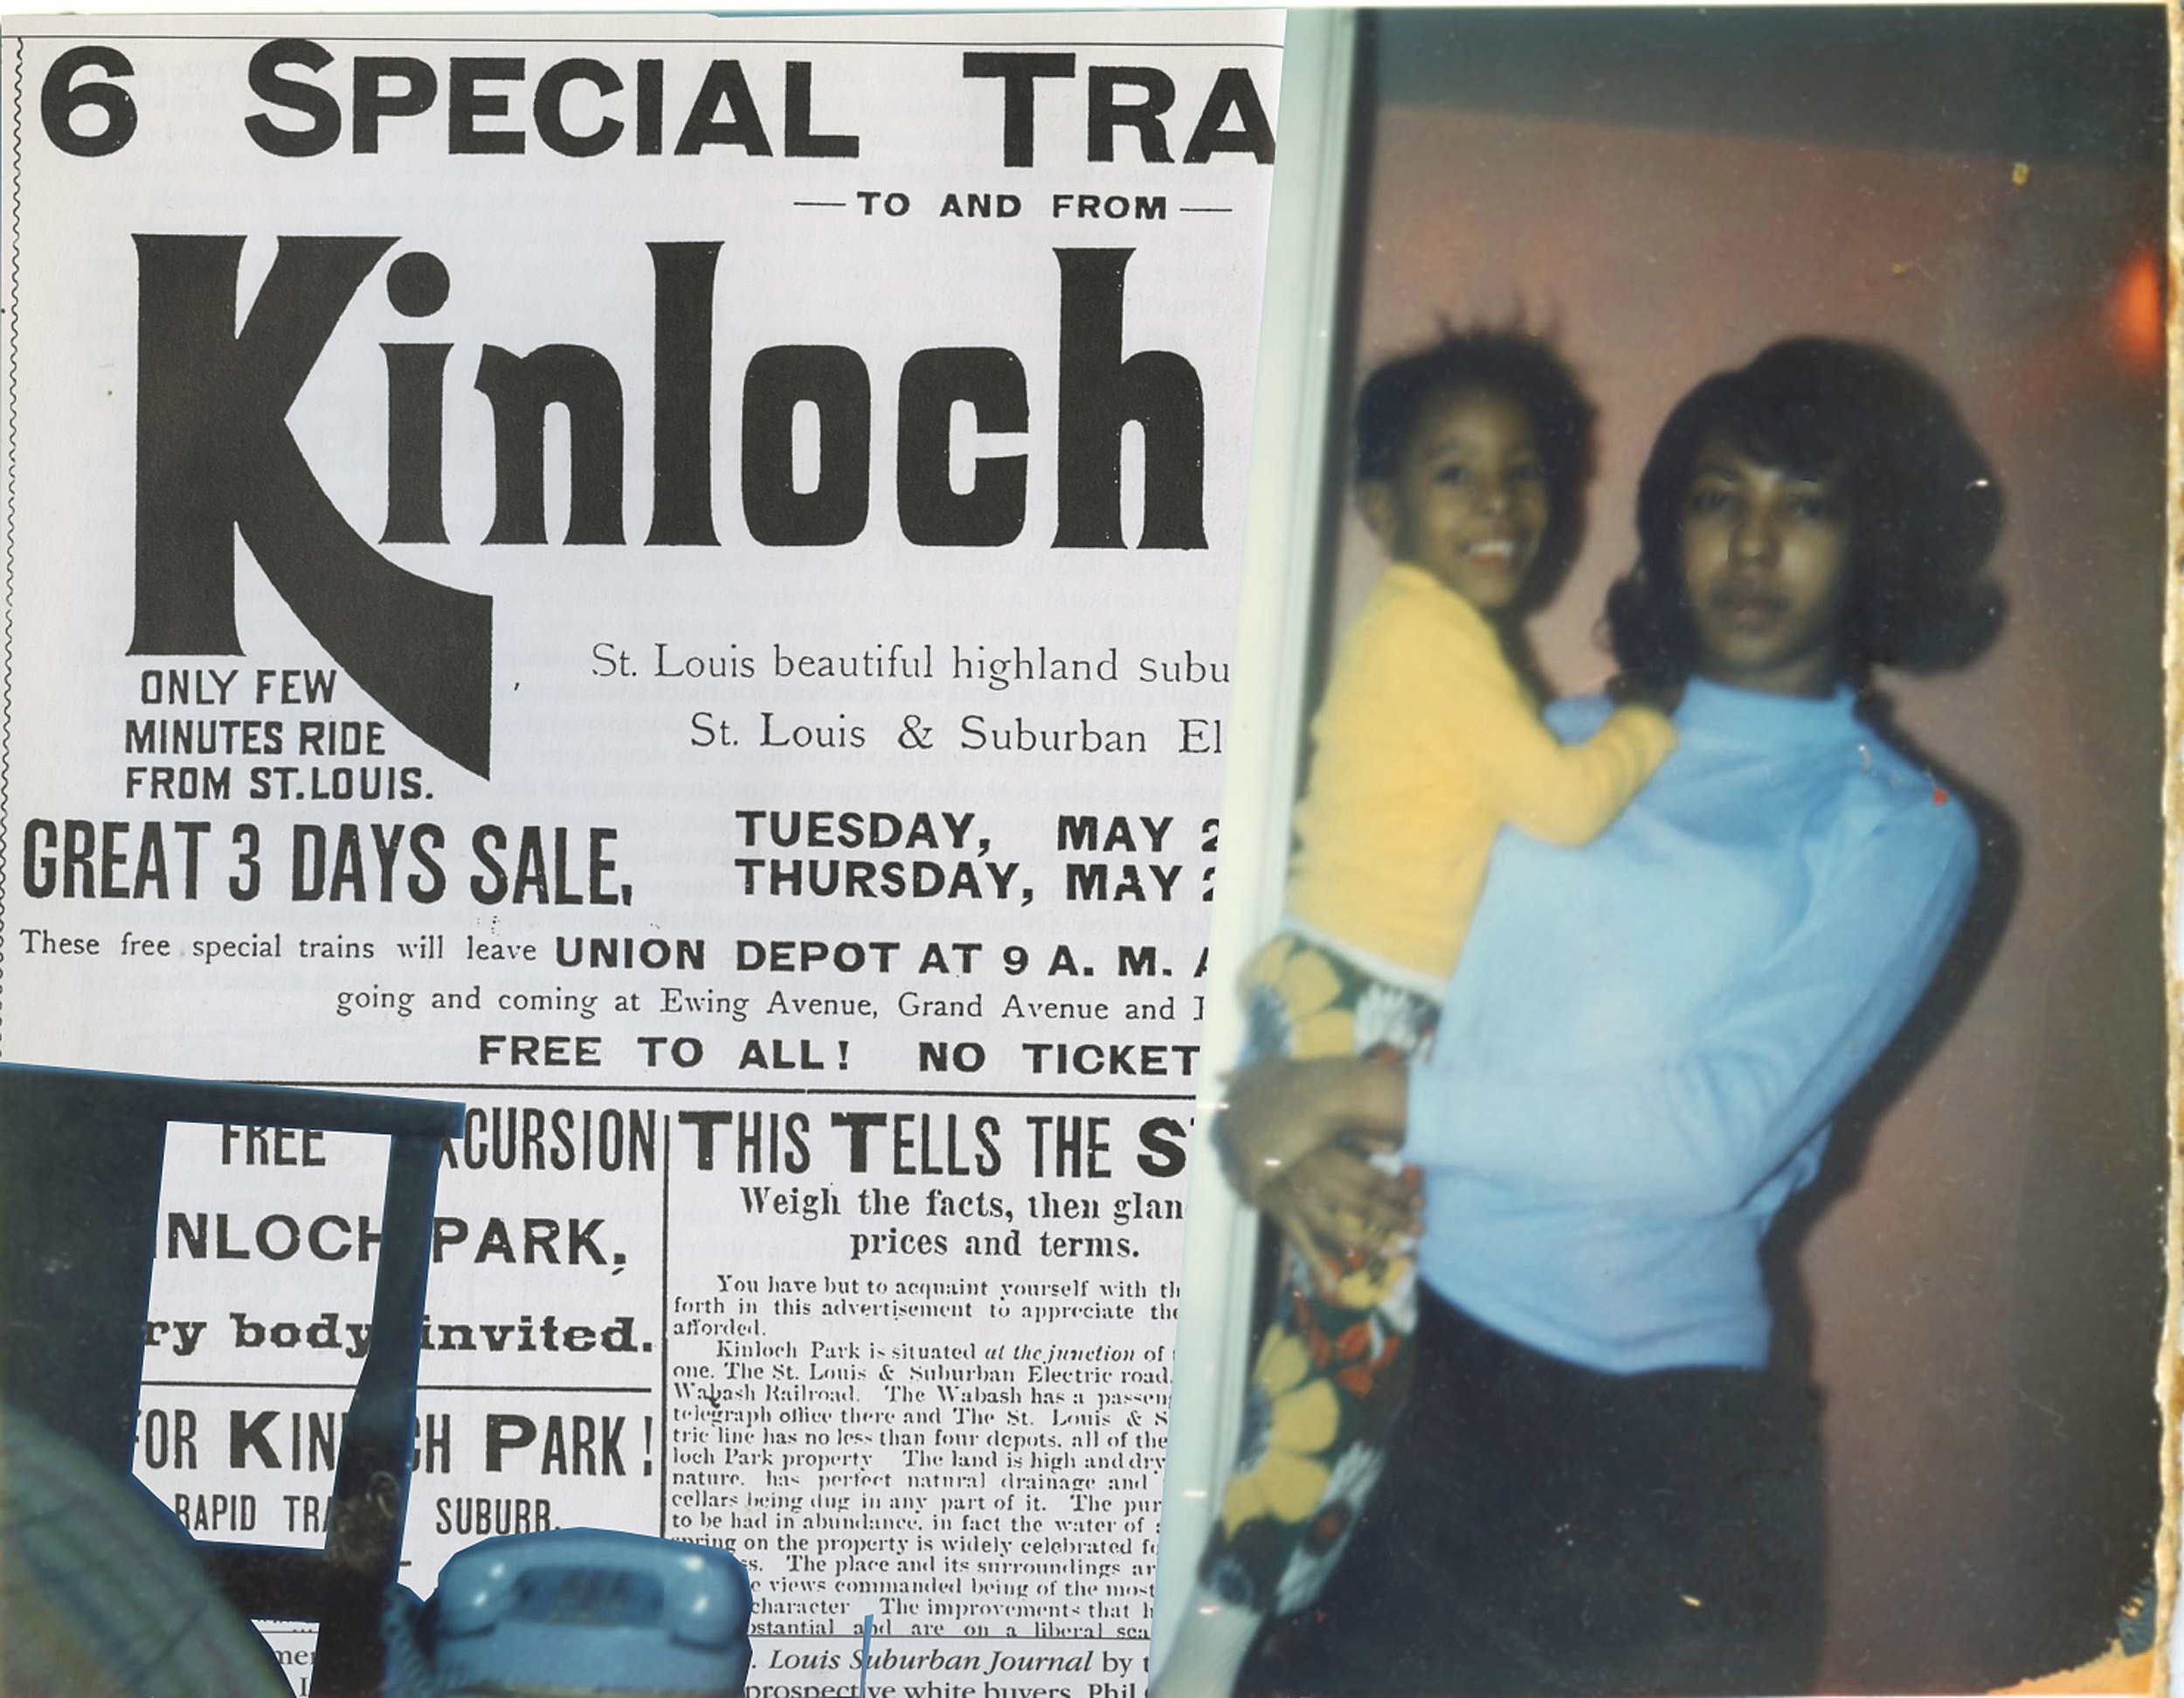 6 SPECIAL TRA
— TO AND FROM —
Kinloch
ONLY FEW
MINUTES RIDE
FROM ST.LOUIS.
St. Louis beautiful highland subu
St. Louis & Suburban El
GREAT 3 DAYS SALE,
TUESDAY, MAY 2
THURSDAY, MAY 2
These free special trains will leave UNION DEPOT AT 9 A. M. A
going and coming at Ewing Avenue, Grand Avenue and
FREE TO ALL! NO TICKET
FREE XCURSION
INLOCH PARK,
ry body invited.
FOR KIN CH PARK!
RAPID TRA SUBURB.
THIS TELLS THE S
Weigh the facts, then glan
prices and terms.
You have but to acquaint yourself with th
forth in this advertisement to appreciate the
afforded.
Kinloch Park is situated at the junction of
one. The St. Louis & Suburban Electric road.
Wabash Railroad. The Wabash has a passen
telegraph office there and The St. Louis & S
tric line has no less than four depots. all of the
loch Park property The land is high and dry
nature. has perfect natural drainage and
cellars being dug in any part of it. The pur
to be had in abundance. in fact the water of
spring on the property is widely celebrated fo
ss. The place and its surroundings ar
c views commanded being of the most
character The improvements that h
ostantial and are on a liberal sca
. Louis Suburban Journal by t
prospective white buyers. Phil